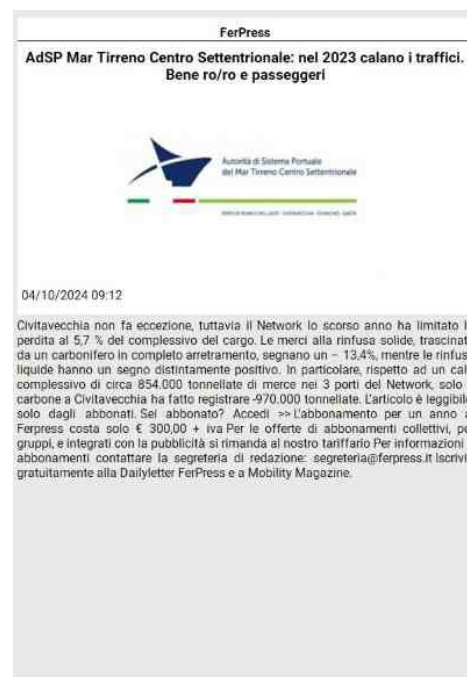 FerPress
AdSP Mar Tirreno Centro Settentrionale: nel 2023 calano i traffici.
Bene ro/ro e passeggeri
Autorità di Sistema Portuale
del Mar Tirreno Centro Settentrionale
04/10/2024 09:12
Civitavecchia non fa eccezione, tuttavia il Network lo scorso anno ha limitato l
perdita al 5,7 % del complessivo del cargo. Le merci alla rinfusa solide, trascinat
da un carbonifero in completo arretramento, segnano un – 13,4%, mentre le rinfus
liquide hanno un segno distintamente positivo. In particolare, rispetto ad un cal
complessivo di circa 854.000 tonnellate di merce nei 3 porti del Network, solo
carbone a Civitavecchia ha fatto registrare -970.000 tonnellate. L'articolo è leggibil
solo dagli abbonati. Sei abbonato? Accedi >> L'abbonamento per un anno a
Ferpress costa solo € 300,00 + iva Per le offerte di abbonamenti collettivi, pe
gruppi, e integrati con la pubblicità si rimanda al nostro tariffario Per informazioni
abbonamenti contattare la segreteria di redazione: segreteria@ferpress.it Iscrivi
gratuitamente alla Dailyletter FerPress e a Mobility Magazine.